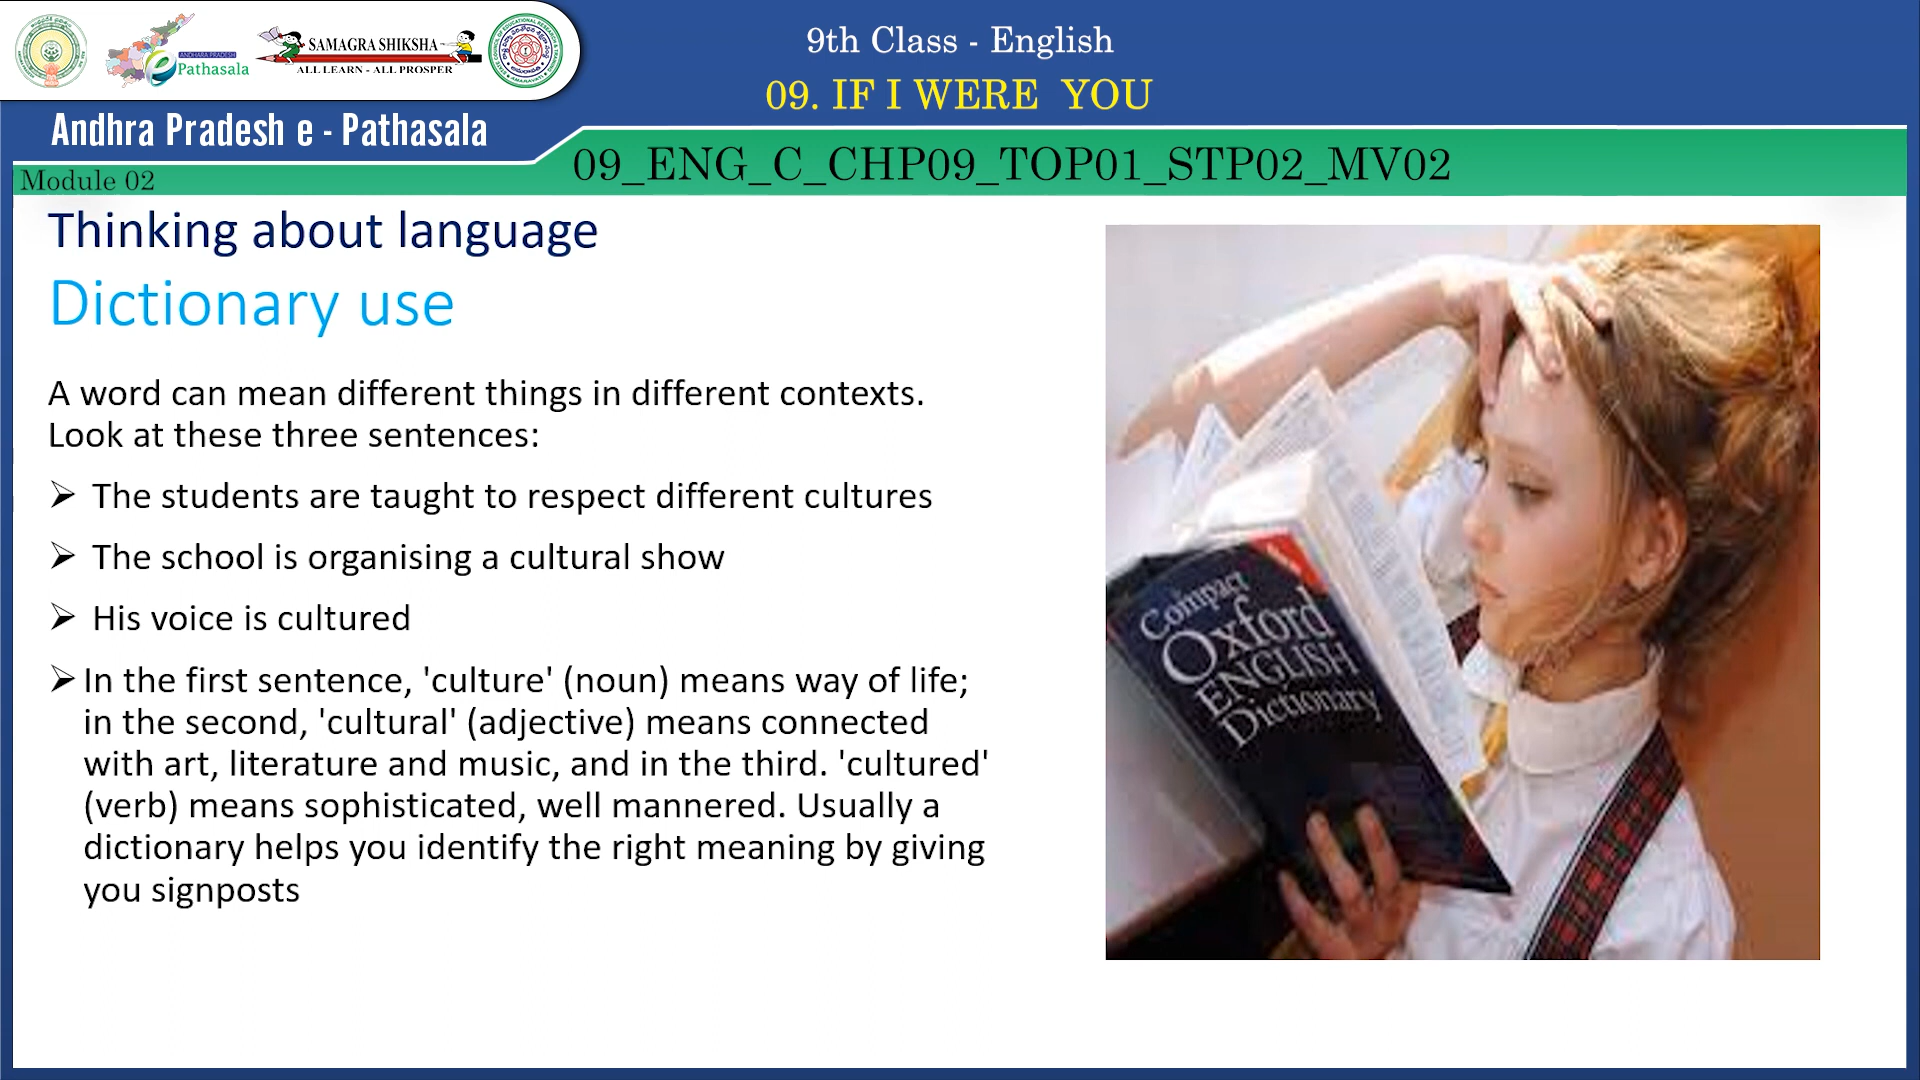 ANDHARA PRADESH
Pathasala
SAMAGRA SHIKSHA
ALL LEARN - ALL PROSPER
9th Class - English
09. IF I WERE YOU
Andhra Pradesh e - Pathasala
Module 02
09_ENG_C_CHP09_TOP01_STP02_MV02
Thinking about language
Dictionary use
A word can mean different things in different contexts.
Look at these three sentences:
The students are taught to respect different cultures
The school is organising a cultural show
His voice is cultured
In the first sentence, 'culture' (noun) means way of life;
in the second, 'cultural' (adjective) means connected
with art, literature and music, and in the third. 'cultured'
(verb) means sophisticated, well mannered. Usually a
dictionary helps you identify the right meaning by giving
you signposts
Compact
Oxford
ENGLISH
Dictionary